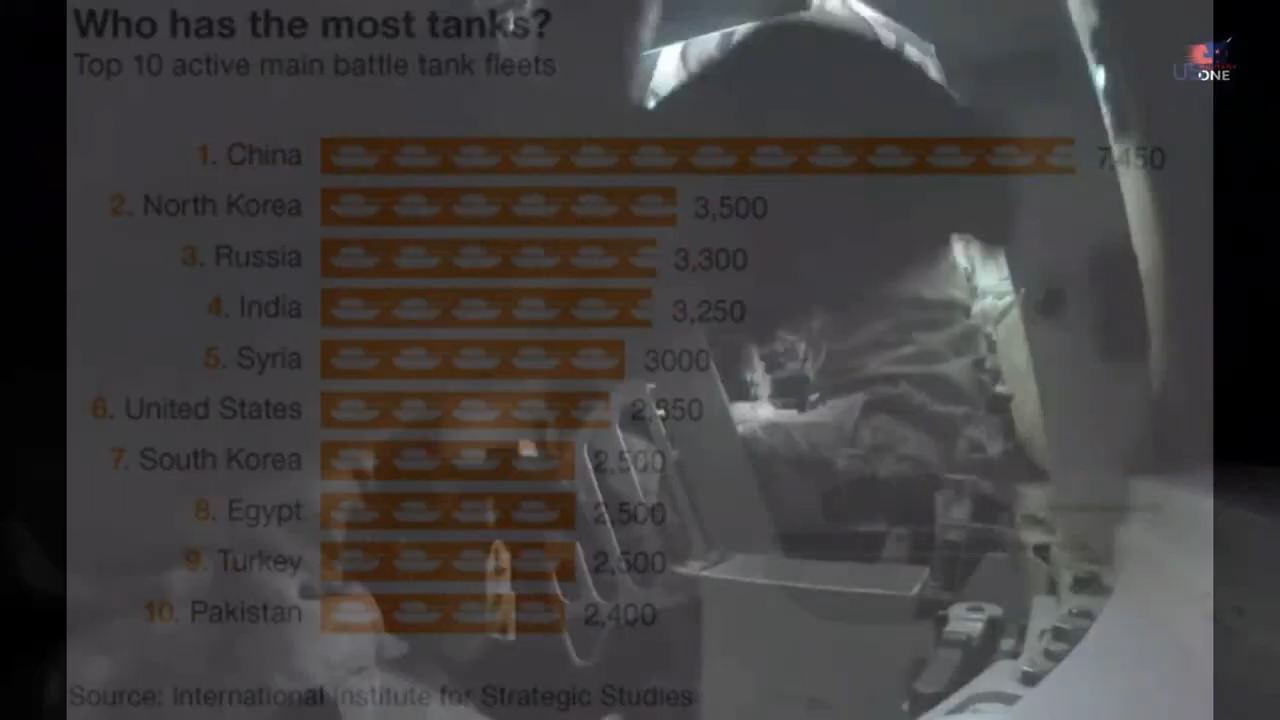 Who has the most tanks?
Top 10 active main battle tank fleets
1. China 7,450
2. North Korea 3,500
3. Russia 3,300
4. India 3,250
5. Syria 3000
6. United States 2,850
7. South Korea 2,500
8. Egypt 2,500
9. Turkey 2,500
10. Pakistan 2,400
Source: International Institute for Strategic Studies
US
ONE